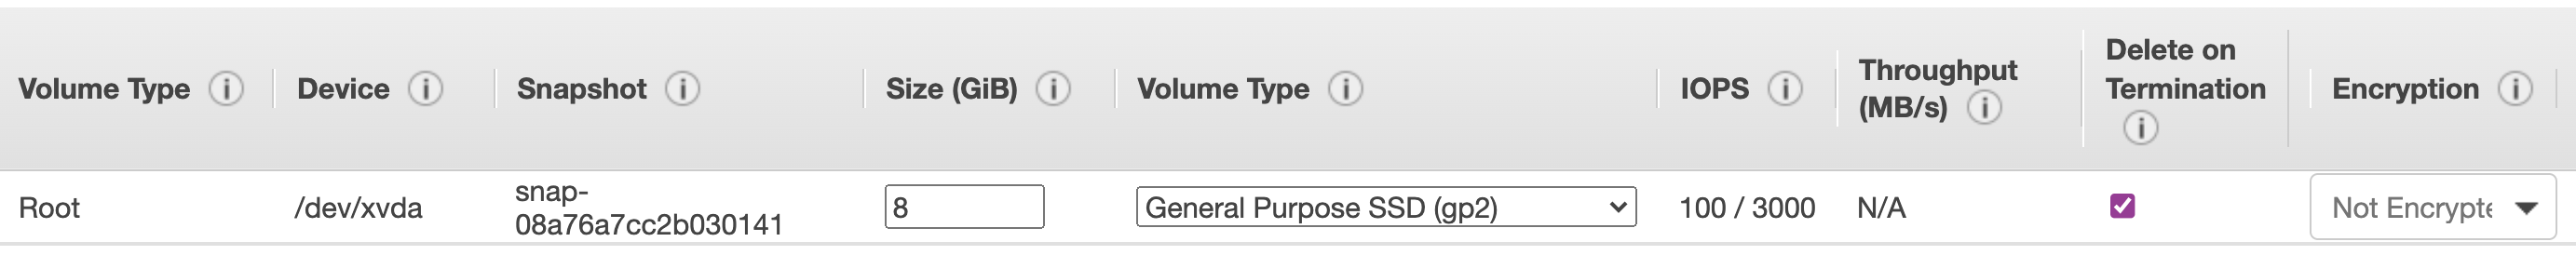 Volume Type
Device
Snapshot
Size (GiB)
Volume Type
IOPS
Throughput
(MB/s)
Delete on
Termination
Encryption
Root
/dev/xvda
snap-
08a76a7cc2b030141
8
General Purpose SSD (gp2)
100 / 3000
N/A
Not Encrypte